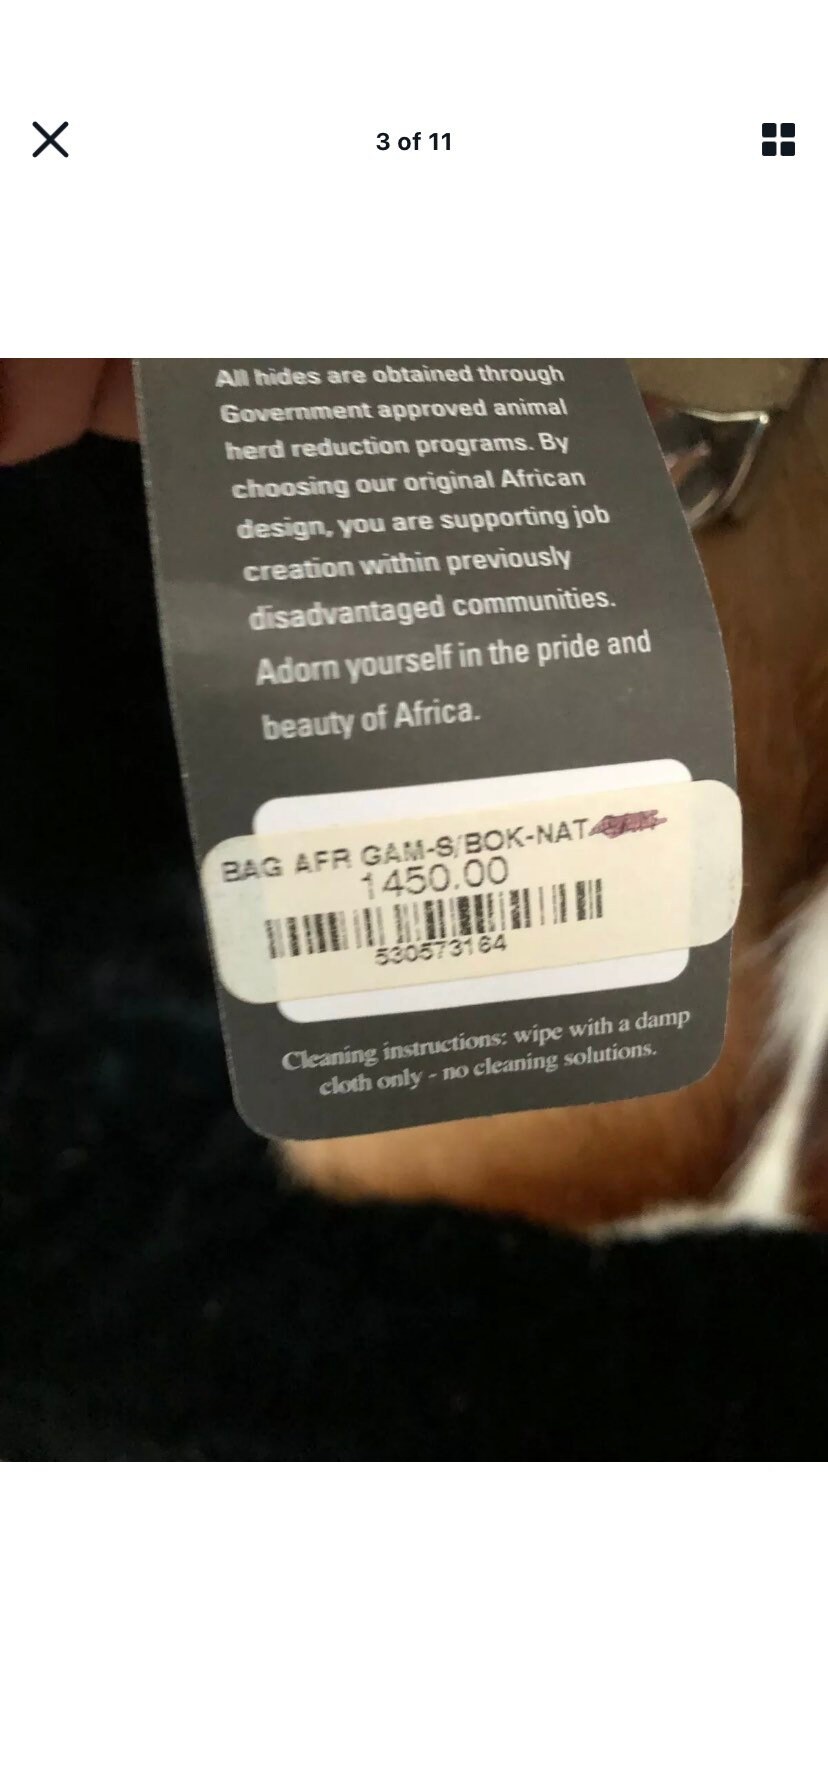 3 of 11
All hides are obtained through
Government approved animal
herd reduction programs. By
choosing our original African
design, you are supporting job
creation within previously
disadvantaged communities.
Adorn yourself in the pride and
beauty of Africa.
BAG AFR GAM-S/BOK-NAT
1450.00
530573164
Cleaning instructions: wipe with a damp
cloth only - no cleaning solutions.